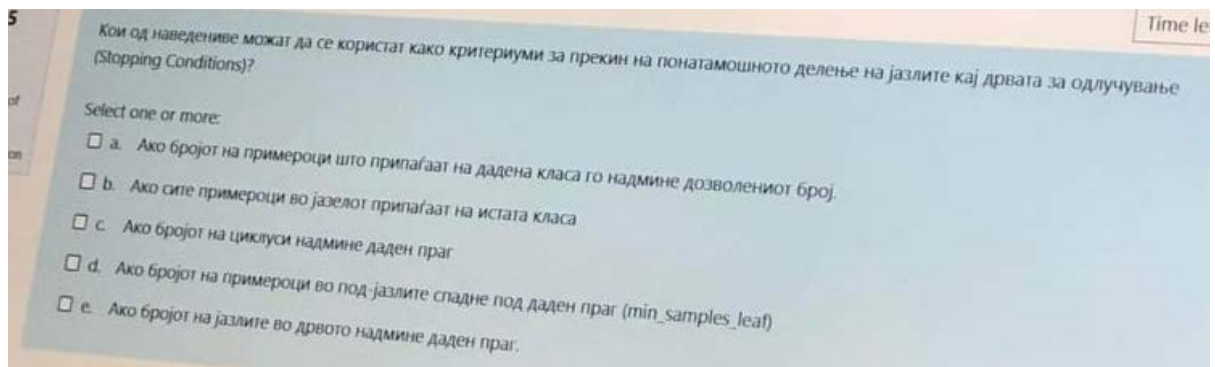 5
Time le
Кои од наведениве можат да се користат како критериуми за прекин на понатамошното делење на јазлите кај дрвата за одлучување
(Stopping Conditions)?
of
on
Select one or more:
a. Ако бројот на примероци што припаѓаат на дадена класа го надмине дозволениот број.
b. Ако сите примероци во јазелот припаѓаат на истата класа
c. Ако бројот на циклуси надмине даден праг
d. Ако бројот на примероци во под-јазлите спадне под даден праг (min_samples_leaf)
e. Ако бројот на јазлите во дрвото надмине даден праг.